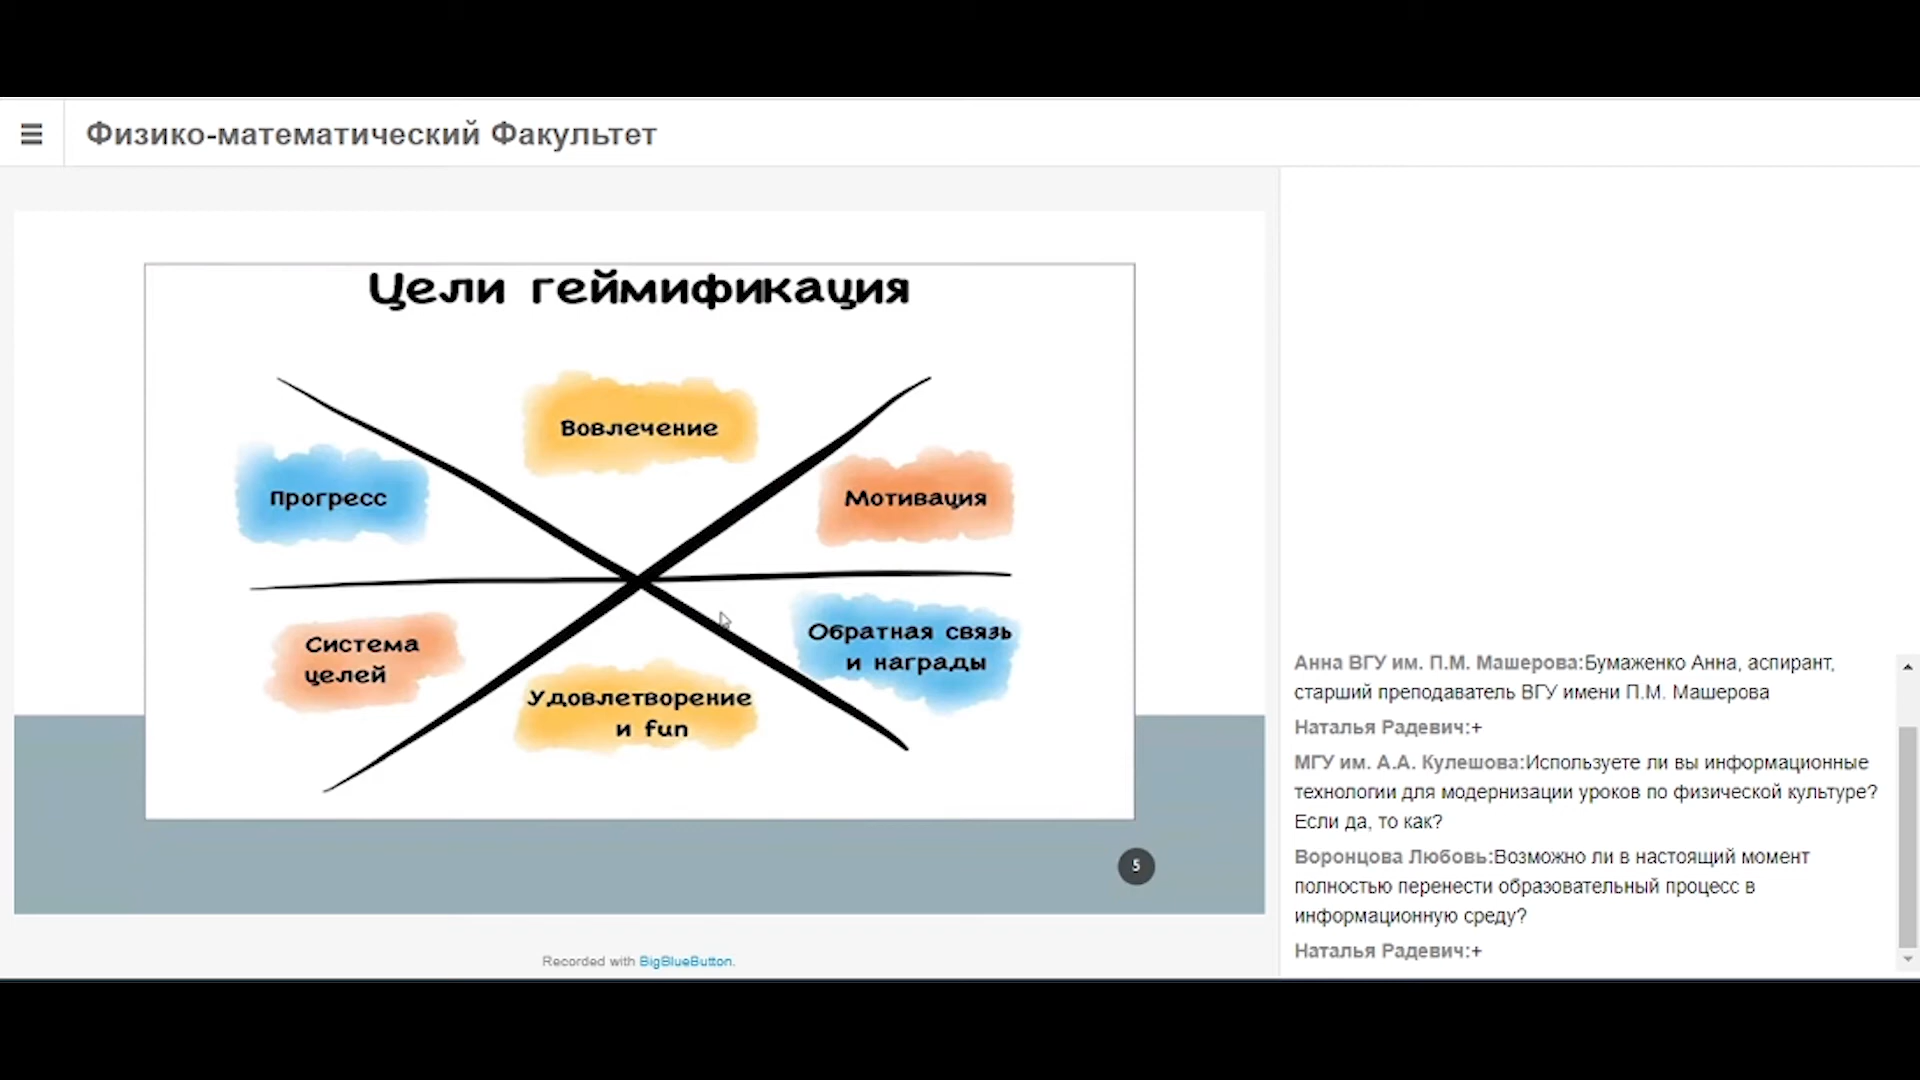 Физико-математический Факультет
Цели геймификация
Вовлечение
Прогресс
Мотивация
Система
целей
Обратная связь
и награды
Удовлетворение
и fun
5
Recorded with BigBlueButton.
Анна ВГУ им. П.М. Машерова:Бумаженко Анна, аспирант,
старший преподаватель ВГУ имени П.М. Машерова
Наталья Радевич:+
МГУ им. А.А. Кулешова:Используете ли вы информационные
технологии для модернизации уроков по физической культуре?
Если да, то как?
Воронцова Любовь:Возможно ли в настоящий момент
полностью перенести образовательный процесс в
информационную среду?
Наталья Радевич:+